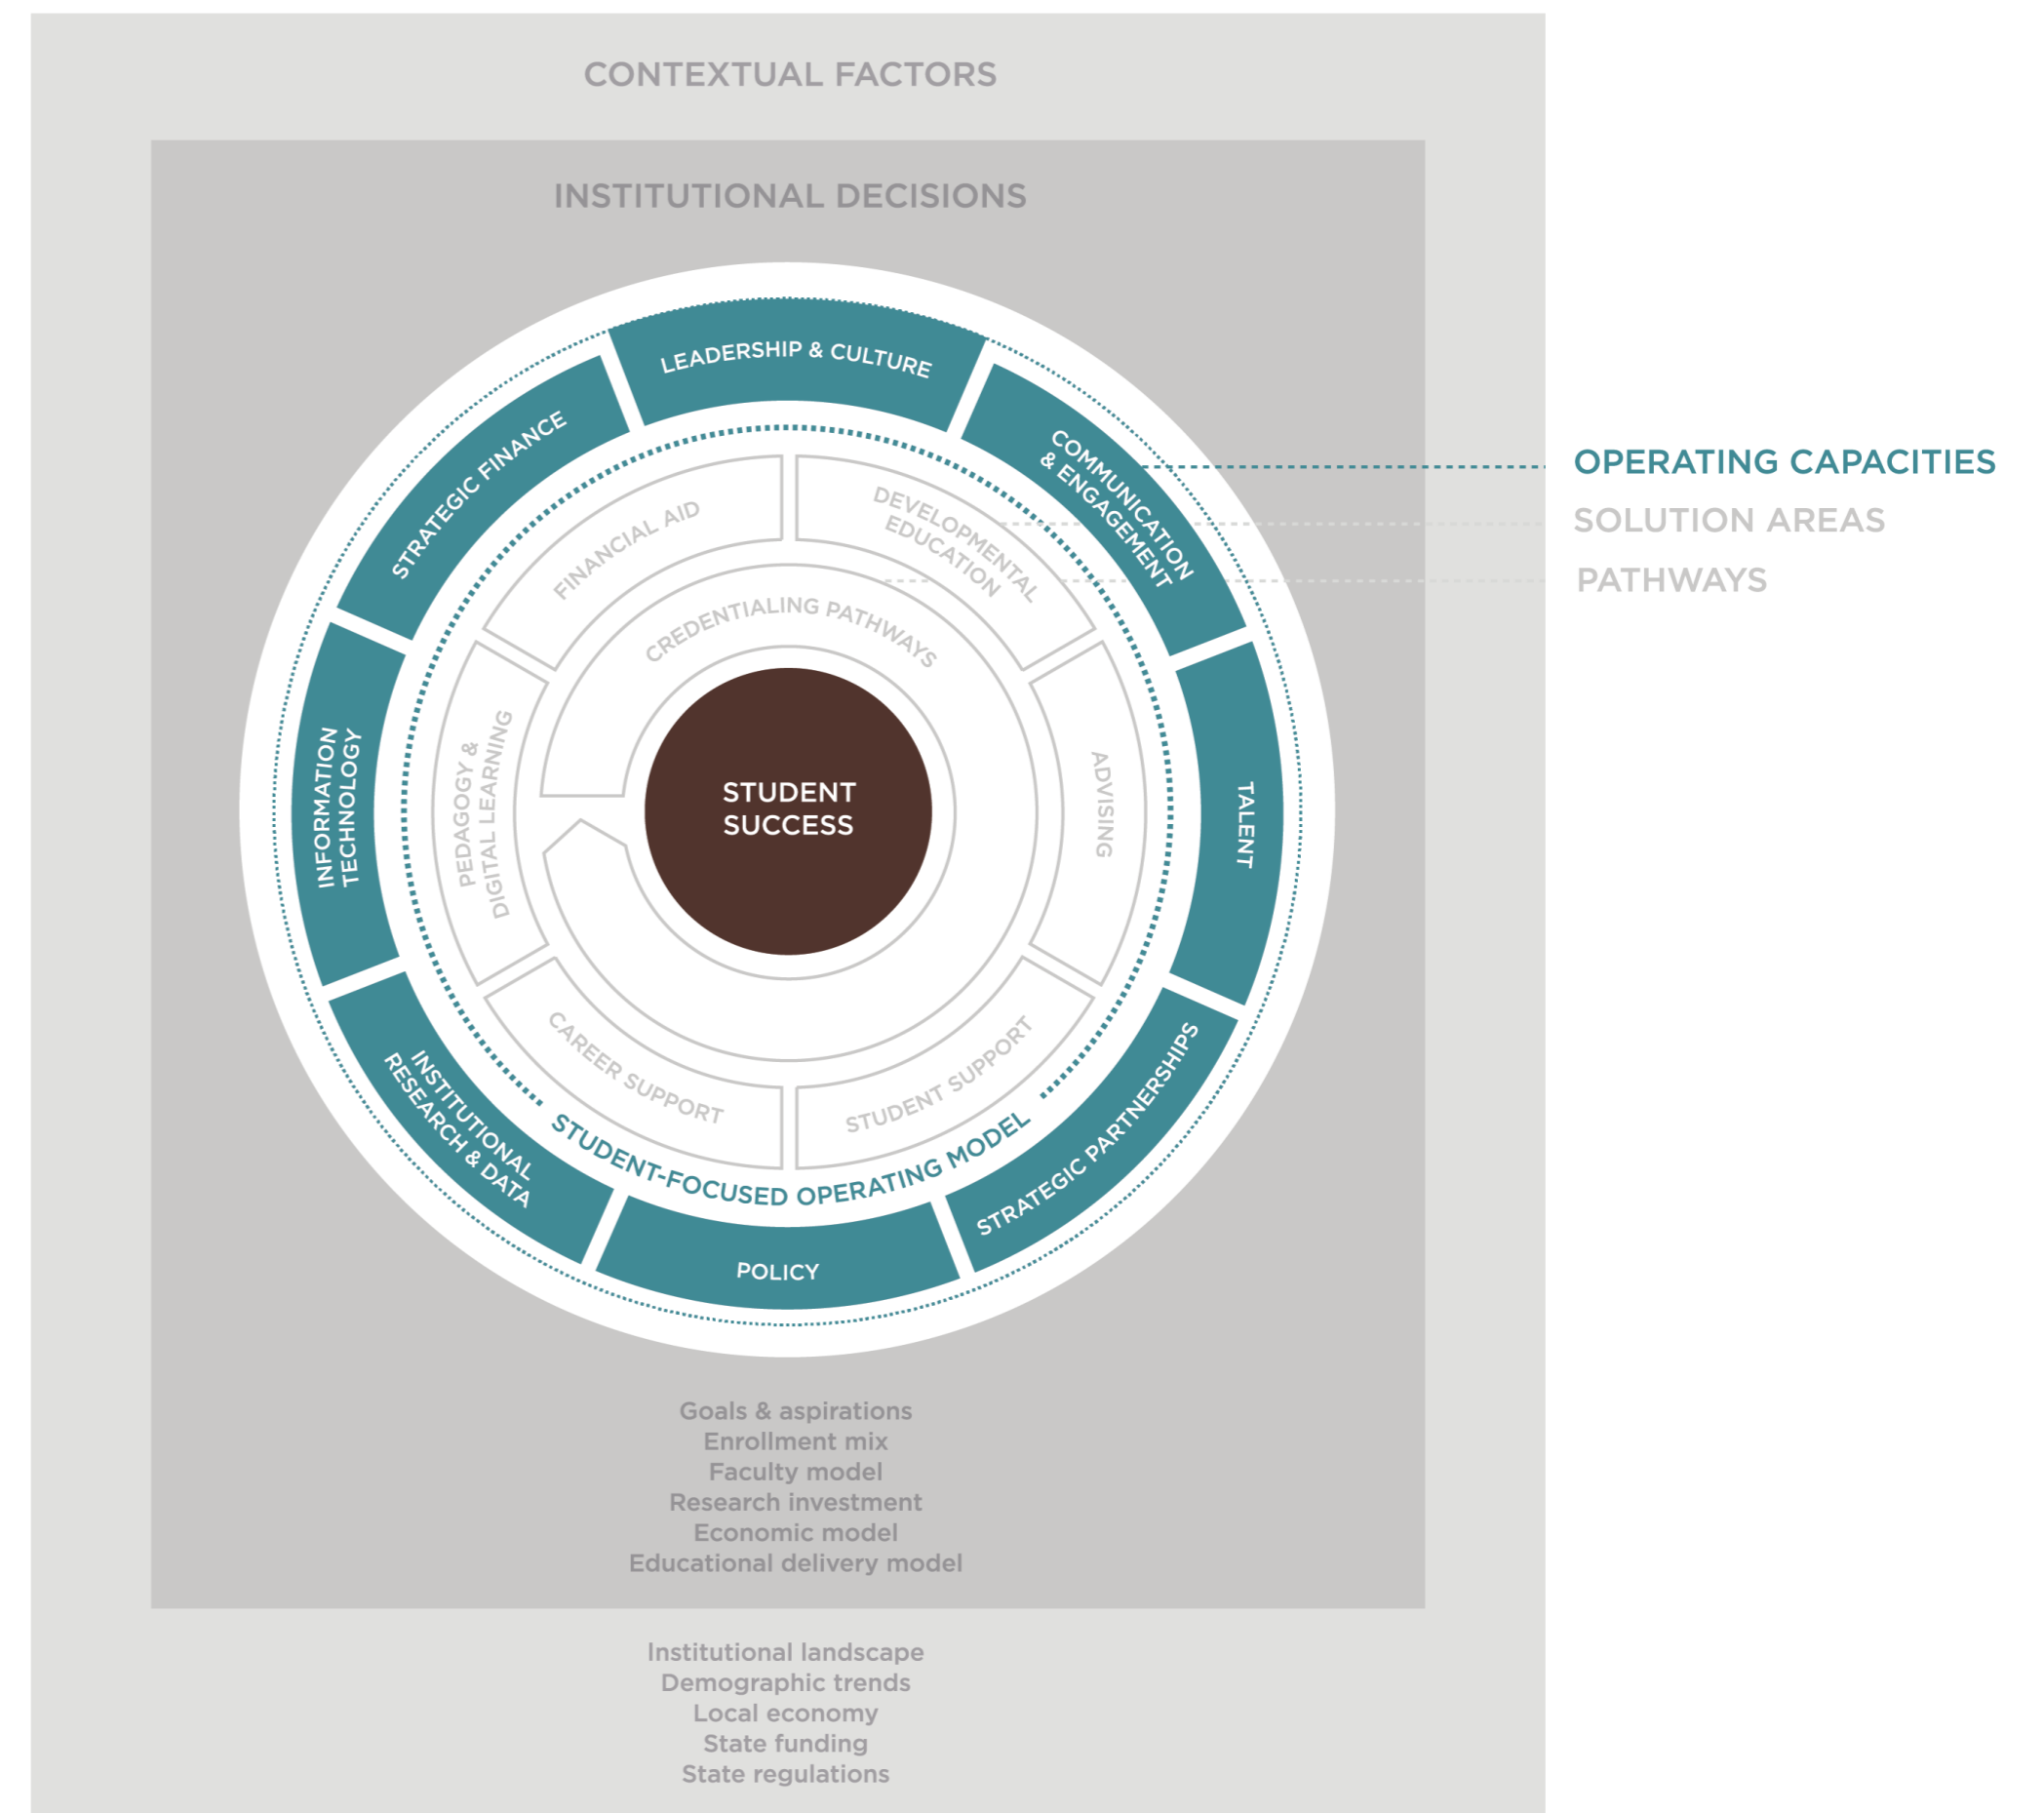 CONTEXTUAL FACTORS
INSTITUTIONAL DECISIONS
LEADERSHIP & CULTURE
COMMUNICATION
& ENGAGEMENT
TALENT
STRATEGIC PARTNERSHIPS
POLICY
INSTITUTIONAL
RESEARCH & DATA
INFORMATION
TECHNOLOGY
STRATEGIC FINANCE
STUDENT-FOCUSED OPERATING MODEL
FINANCIAL AID
DEVELOPMENTAL
EDUCATION
ADVISING
STUDENT SUPPORT
CAREER SUPPORT
PEDAGOGY &
DIGITAL LEARNING
CREDENTIALING PATHWAYS
STUDENT
SUCCESS
OPERATING CAPACITIES
SOLUTION AREAS
PATHWAYS
Goals & aspirations
Enrollment mix
Faculty model
Research investment
Economic model
Educational delivery model
Institutional landscape
Demographic trends
Local economy
State funding
State regulations